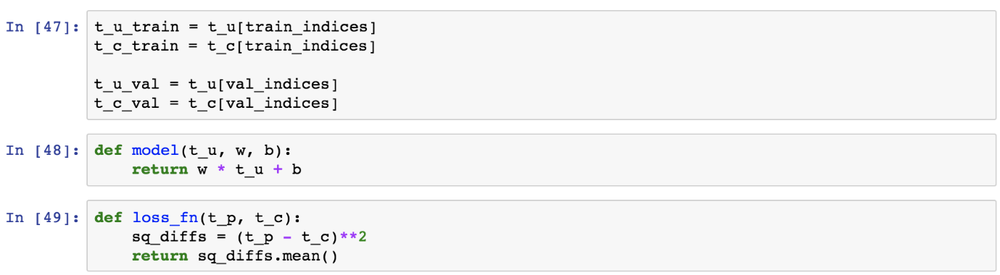 In [47]: t_u_train = t_u[train_indices]
t_c_train = t_c[train_indices]
t_u_val = t_u[val_indices]
t_c_val = t_c[val_indices]
In [48]: def model(t_u, w, b):
    return w * t_u + b
In [49]: def loss_fn(t_p, t_c):
    sq_diffs = (t_p - t_c)**2
    return sq_diffs.mean()